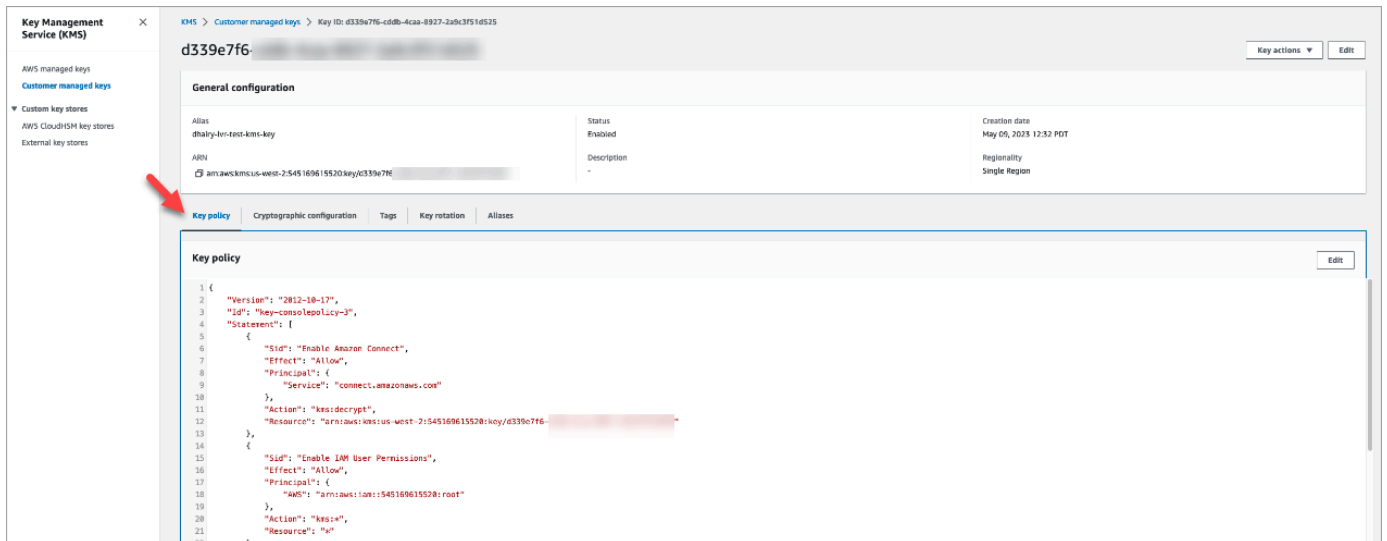 Key Management Service (KMS)
AWS managed keys
Customer managed keys
Custom key stores
AWS CloudHSM key stores
External key stores
KMS > Customer managed keys > Key ID: d339e7f6-cddb-4caa-8927-2a9c3f51d525
d339e7f6-
Key actions ▼
Edit
General configuration
Alias
dhairy-lvr-test-kms-key
Status
Enabled
Creation date
May 09, 2023 12:32 PDT
ARN
arn:aws:kms:us-west-2:545169615520:key/d339e7f6
Description
-
Regionality
Single Region
Key policy
Cryptographic configuration
Tags
Key rotation
Aliases
Key policy
Edit
1 {
2 "Version": "2012-10-17",
3 "Id": "key-consolepolicy-3",
4 "Statement": [
5 {
6 "Sid": "Enable Amazon Connect",
7 "Effect": "Allow",
8 "Principal": {
9 "Service": "connect.amazonaws.com"
10 },
11 "Action": "kms:decrypt",
12 "Resource": "arn:aws:kms:us-west-2:545169615520:key/d339e7f6- "
13 },
14 {
15 "Sid": "Enable IAM User Permissions",
16 "Effect": "Allow",
17 "Principal": {
18 "AWS": "arn:aws:iam::545169615520:root"
19 },
20 "Action": "kms:*",
21 "Resource": "*"